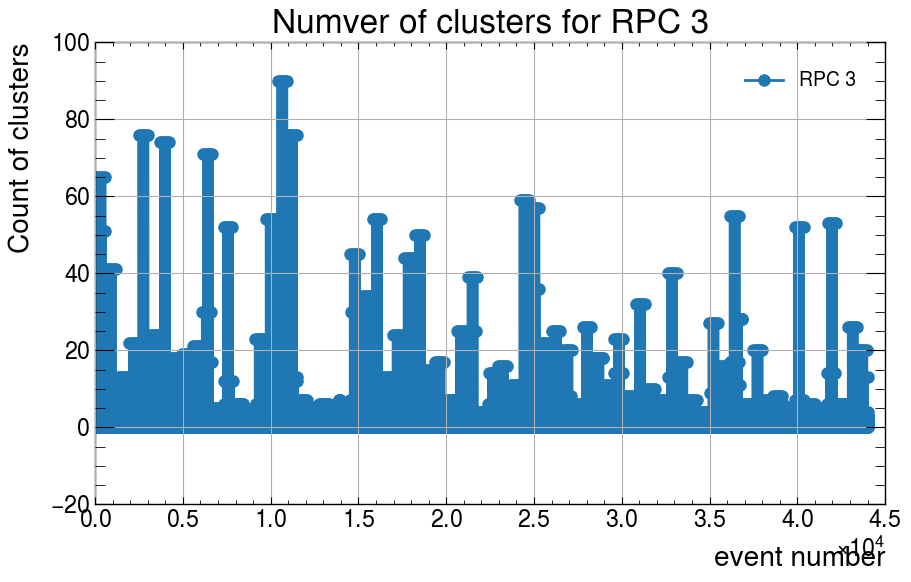 Numver of clusters for RPC 3
Count of clusters
100
80
60
40
20
0
−20
RPC 3
0.0 0.5 1.0 1.5 2.0 2.5 3.0 3.5 4.0 4.5
×10⁴
event number